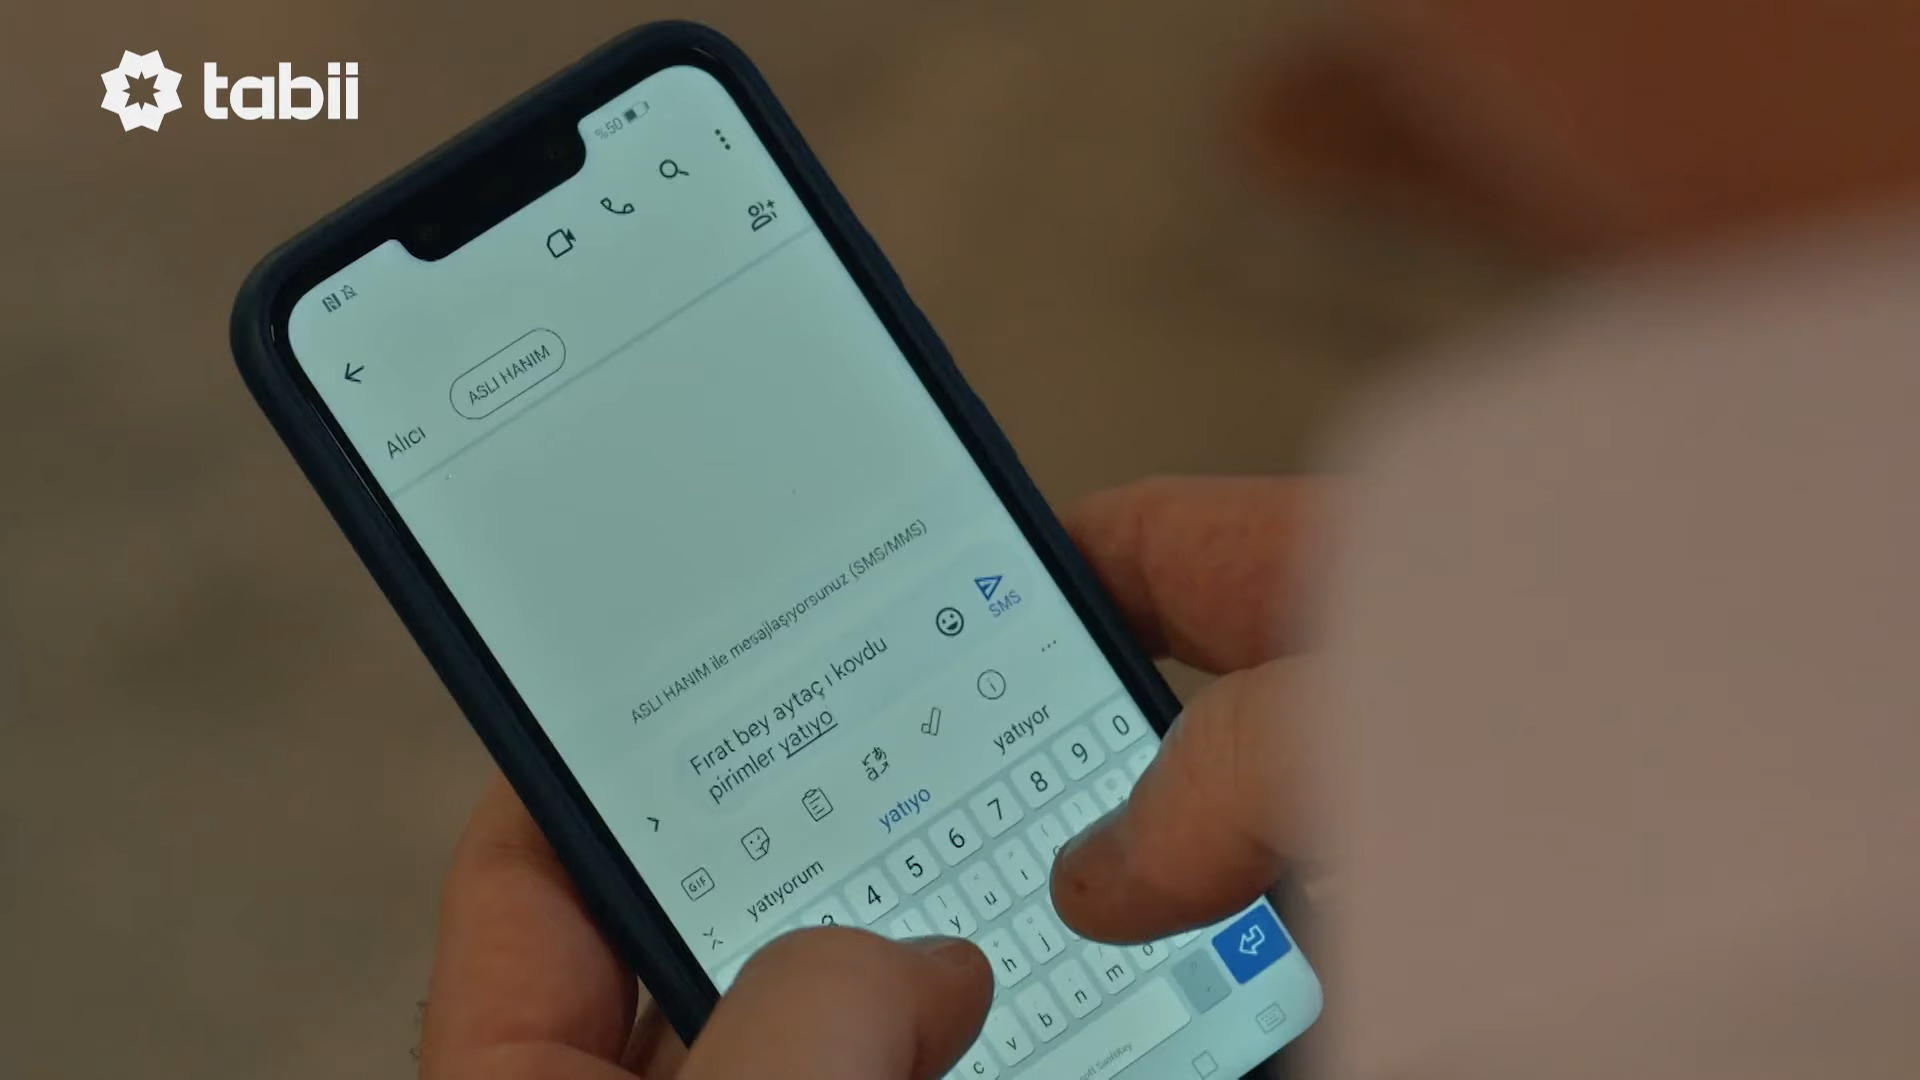 tabii
%50
ASLI HANIM
Alıcı
ASLI HANIM ile mesajlaşıyorsunuz (SMS/MMS)
Fırat bey aytaç ı kovdu
pirimler yatıyo
SMS
GIF
yatıyorum yatıyo yatıyor
4 5 6 7 8 9 0
y u ı
h j
c v b n m ö